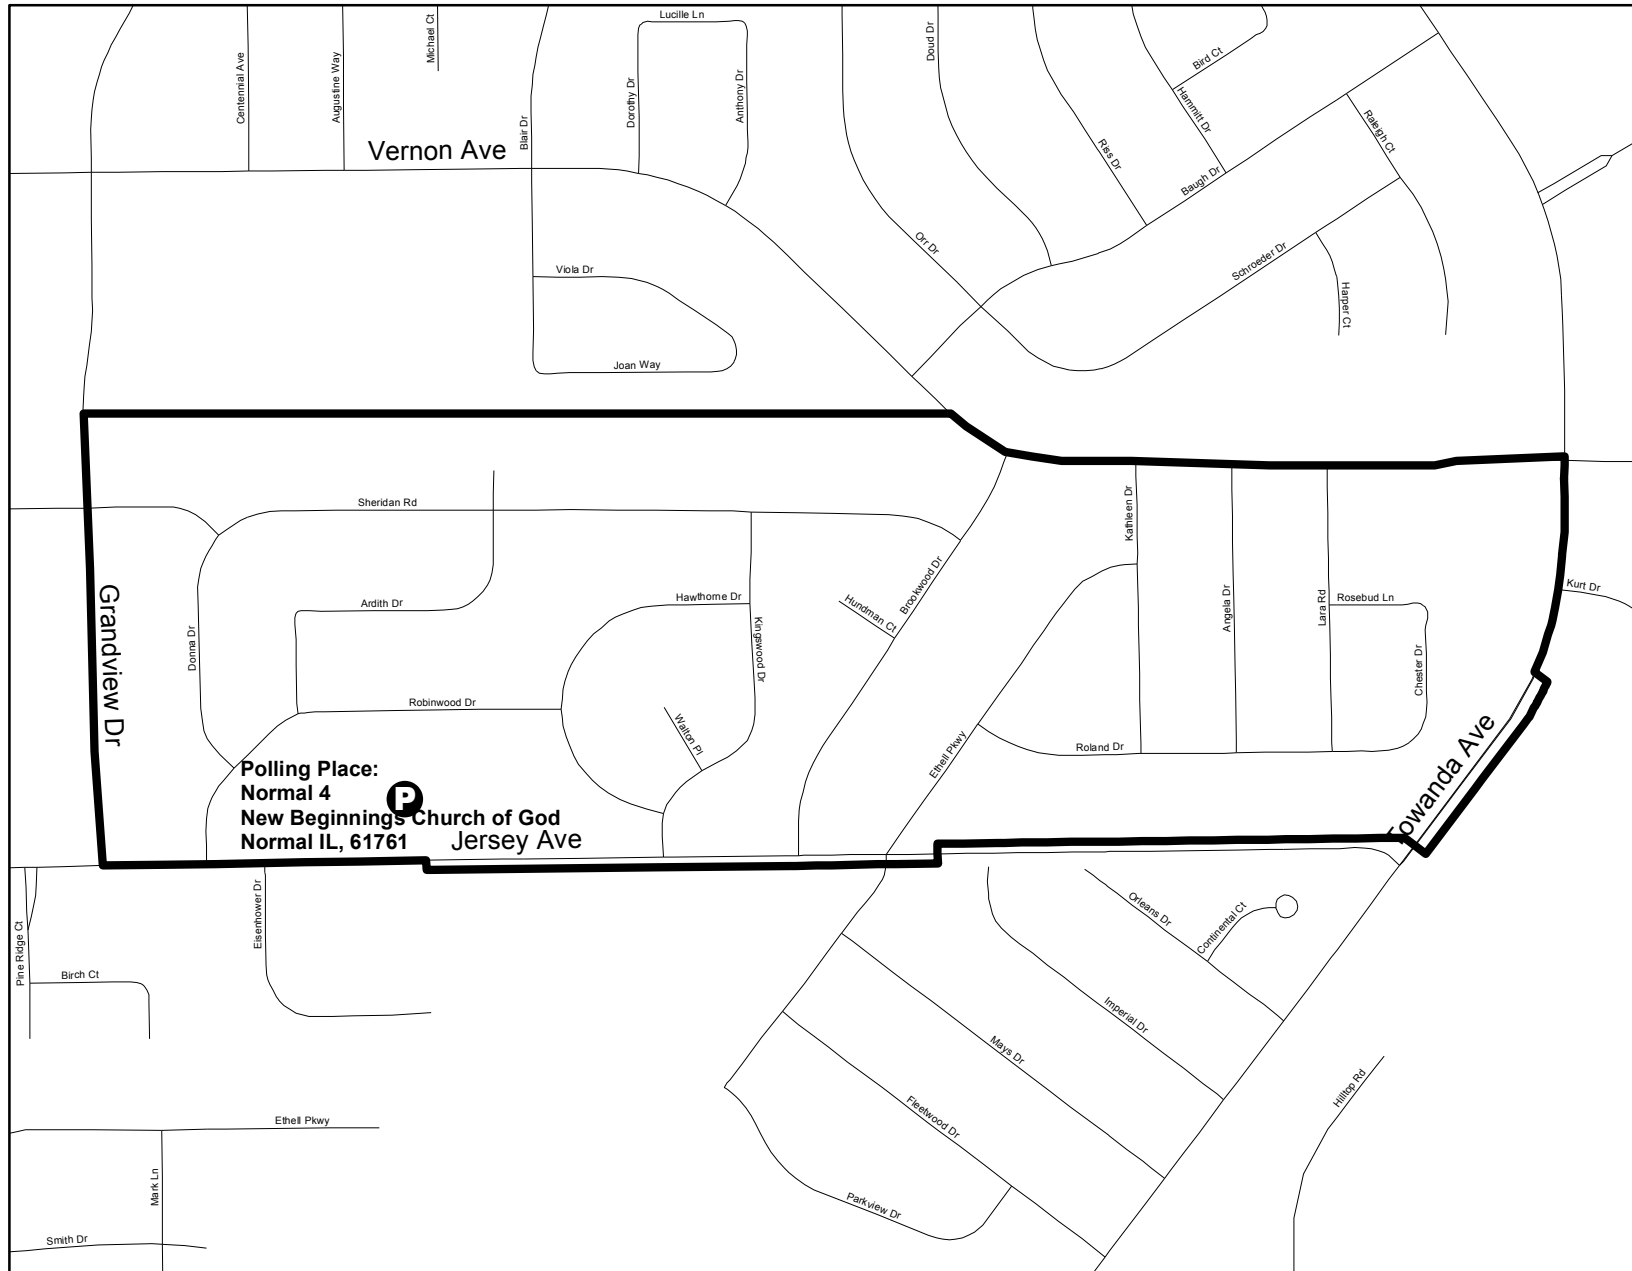 Lucille Ln
Michael Ct
Doud Dr
Bird Ct
Centennial Ave
Augustine Way
Dorothy Dr
Anthony Dr
Hammitt Dr
Raleigh Ct
Blair Dr
Vernon Ave
Riss Dr
Baugh Dr
Orr Dr
Schroeder Dr
Viola Dr
Harper Ct
Joan Way
Sheridan Rd
Kathleen Dr
Brookwood Dr
Kurt Dr
Hawthorne Dr
Ardith Dr
Hundman Ct
Angela Dr
Lara Rd
Rosebud Ln
Grandview Dr
Donna Dr
Kingswood Dr
Chester Dr
Robinwood Dr
Walton Pl
Ethell Pkwy
Roland Dr
Towanda Ave
Polling Place:
Normal 4
P
New Beginnings Church of God
Normal IL, 61761
Jersey Ave
Eisenhower Dr
Orleans Dr
Continental Ct
Pine Ridge Ct
Birch Ct
Imperial Dr
Mays Dr
Hilltop Rd
Fleetwood Dr
Ethell Pkwy
Mark Ln
Parkview Dr
Smith Dr